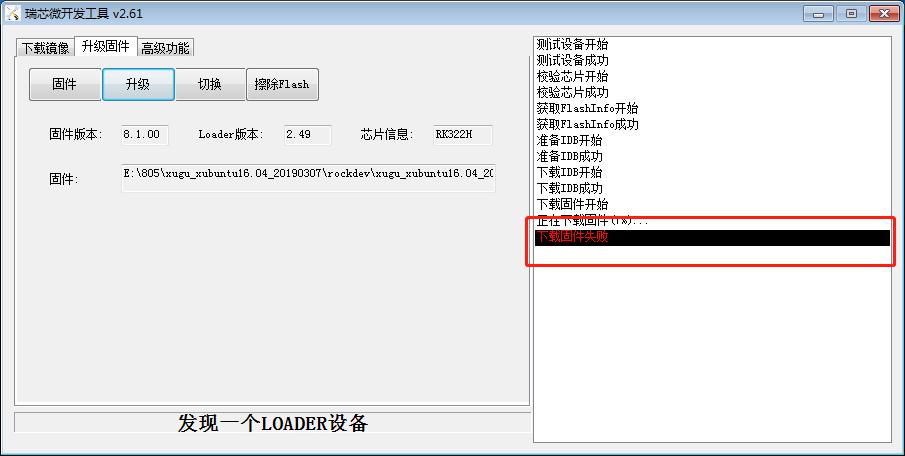 瑞芯微开发工具 v2.61
下载镜像 升级固件 高级功能
固件 升级 切换 擦除Flash
固件版本: 8.1.00 Loader版本: 2.49 芯片信息: RK322H
固件: E:\805\xugu_xubuntu16.04_20190307\rockdev\xugu_xubuntu16.04_20
发现一个LOADER设备
测试设备开始
测试设备成功
校验芯片开始
校验芯片成功
获取FlashInfo开始
获取FlashInfo成功
准备IDB开始
准备IDB成功
下载IDB开始
下载IDB成功
下载固件开始
正在下载固件(1%)...
下载固件失败